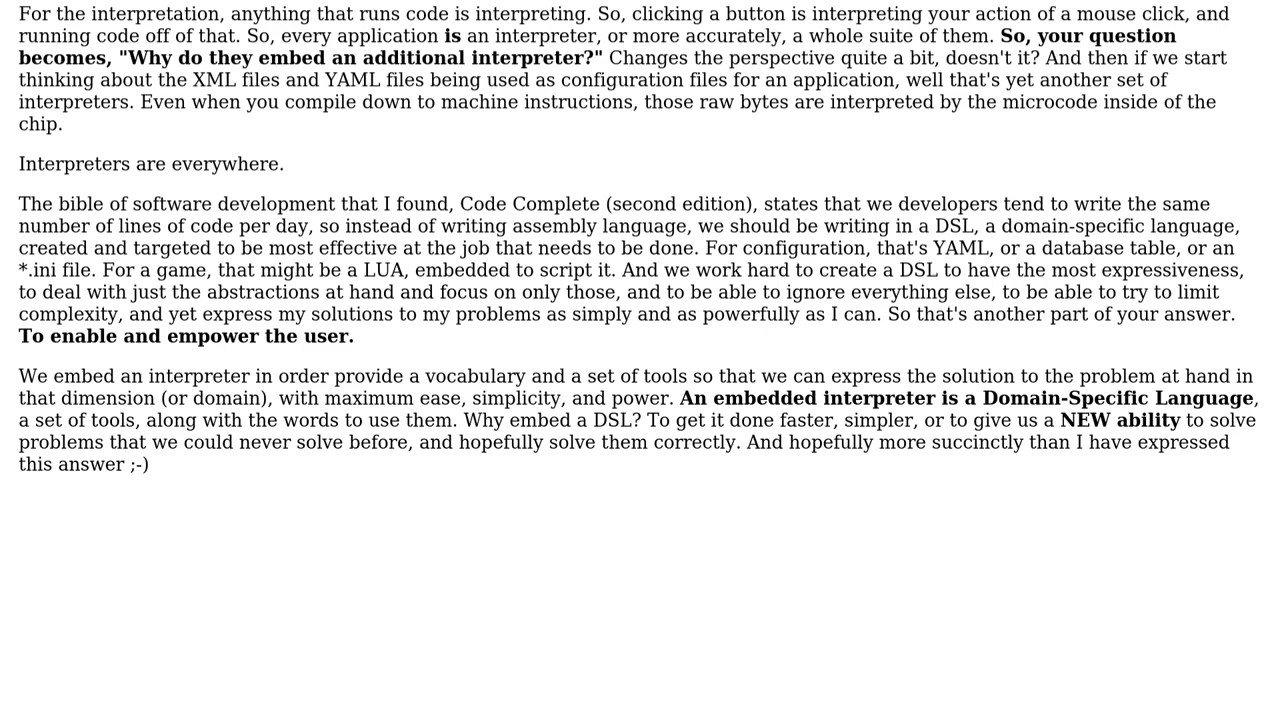 For the interpretation, anything that runs code is interpreting. So, clicking a button is interpreting your action of a mouse click, and
running code off of that. So, every application is an interpreter, or more accurately, a whole suite of them. So, your question
becomes, "Why do they embed an additional interpreter?" Changes the perspective quite a bit, doesn't it? And then if we start
thinking about the XML files and YAML files being used as configuration files for an application, well that's yet another set of
interpreters. Even when you compile down to machine instructions, those raw bytes are interpreted by the microcode inside of the
chip.
Interpreters are everywhere.
The bible of software development that I found, Code Complete (second edition), states that we developers tend to write the same
number of lines of code per day, so instead of writing assembly language, we should be writing in a DSL, a domain-specific language,
created and targeted to be most effective at the job that needs to be done. For configuration, that's YAML, or a database table, or an
*.ini file. For a game, that might be a LUA, embedded to script it. And we work hard to create a DSL to have the most expressiveness,
to deal with just the abstractions at hand and focus on only those, and to be able to ignore everything else, to be able to try to limit
complexity, and yet express my solutions to my problems as simply and as powerfully as I can. So that's another part of your answer.
To enable and empower the user.
We embed an interpreter in order provide a vocabulary and a set of tools so that we can express the solution to the problem at hand in
that dimension (or domain), with maximum ease, simplicity, and power. An embedded interpreter is a Domain-Specific Language,
a set of tools, along with the words to use them. Why embed a DSL? To get it done faster, simpler, or to give us a NEW ability to solve
problems that we could never solve before, and hopefully solve them correctly. And hopefully more succinctly than I have expressed
this answer ;-)